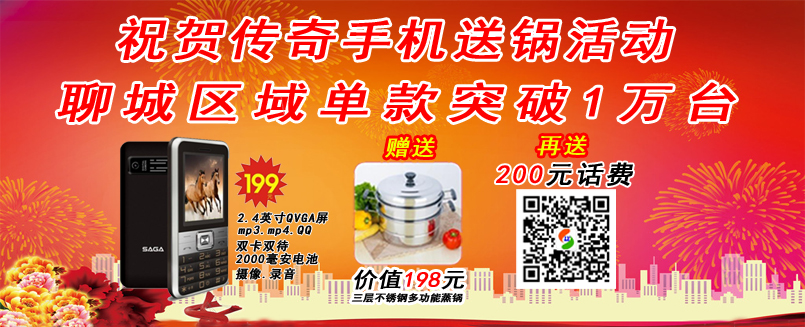 祝贺传奇手机送锅活动
聊城区域单款突破1万台
赠送
再送
200元话费
199
2.4英寸QVGA屏
mp3.mp4.QQ
双卡双待
2000毫安电池
摄像.录音
SAGA
价值198元
三层不锈钢多功能蒸锅